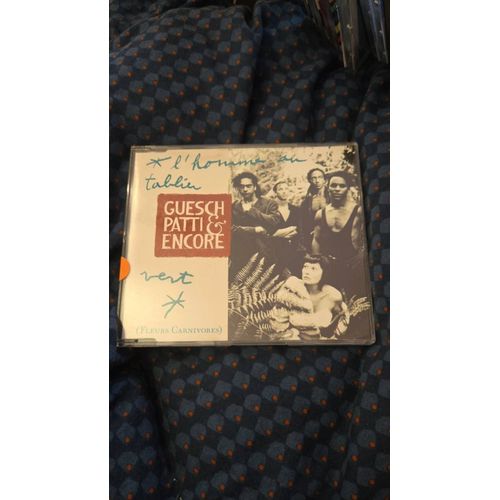 * l'homme au
tablier
GUESCH
PATTI &
ENCORE
vert
*
(FLEURS CARNIVORES)